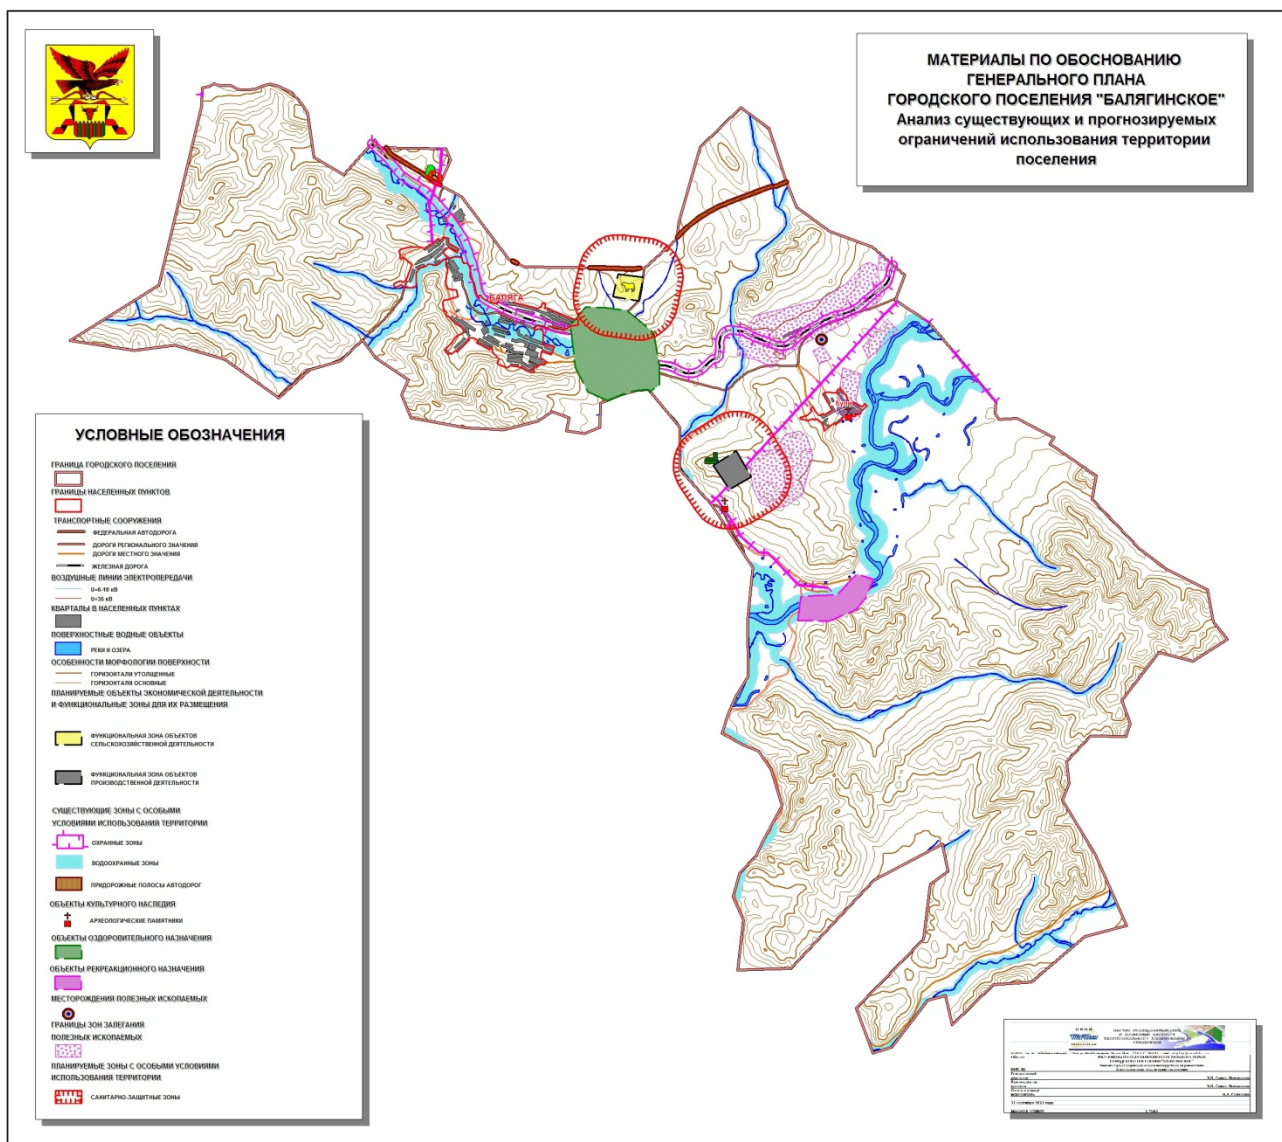 МАТЕРИАЛЫ ПО ОБОСНОВАНИЮ
ГЕНЕРАЛЬНОГО ПЛАНА
ГОРОДСКОГО ПОСЕЛЕНИЯ "БАЛЯГИНСКОЕ"
Анализ существующих и прогнозируемых
ограничений использования территории
поселения
БАЛЯГА
Кули
УСЛОВНЫЕ ОБОЗНАЧЕНИЯ
ГРАНИЦА ГОРОДСКОГО ПОСЕЛЕНИЯ
ГРАНИЦЫ НАСЕЛЕННЫХ ПУНКТОВ
ТРАНСПОРТНЫЕ СООРУЖЕНИЯ
ФЕДЕРАЛЬНАЯ АВТОДОРОГА
ДОРОГИ РЕГИОНАЛЬНОГО ЗНАЧЕНИЯ
ДОРОГИ МЕСТНОГО ЗНАЧЕНИЯ
ЖЕЛЕЗНАЯ ДОРОГА
ВОЗДУШНЫЕ ЛИНИИ ЭЛЕКТРОПЕРЕДАЧИ
U=6-10 кВ
U=35 кВ
КВАРТАЛЫ В НАСЕЛЕННЫХ ПУНКТАХ
ПОВЕРХНОСТНЫЕ ВОДНЫЕ ОБЪЕКТЫ
РЕКИ И ОЗЕРА
ОСОБЕННОСТИ МОРФОЛОГИИ ПОВЕРХНОСТИ
ГОРИЗОНТАЛИ УТОЛЩЕННЫЕ
ГОРИЗОНТАЛИ ОСНОВНЫЕ
ПЛАНИРУЕМЫЕ ОБЪЕКТЫ ЭКОНОМИЧЕСКОЙ ДЕЯТЕЛЬНОСТИ
И ФУНКЦИОНАЛЬНЫЕ ЗОНЫ ДЛЯ ИХ РАЗМЕЩЕНИЯ
ФУНКЦИОНАЛЬНАЯ ЗОНА ОБЪЕКТОВ
СЕЛЬСКОХОЗЯЙСТВЕННОЙ ДЕЯТЕЛЬНОСТИ
ФУНКЦИОНАЛЬНАЯ ЗОНА ОБЪЕКТОВ
ПРОИЗВОДСТВЕННОЙ ДЕЯТЕЛЬНОСТИ
СУЩЕСТВУЮЩИЕ ЗОНЫ С ОСОБЫМИ
УСЛОВИЯМИ ИСПОЛЬЗОВАНИЯ ТЕРРИТОРИИ
ОХРАННЫЕ ЗОНЫ
ВОДООХРАННЫЕ ЗОНЫ
ПРИДОРОЖНЫЕ ПОЛОСЫ АВТОДОРОГ
ОБЪЕКТЫ КУЛЬТУРНОГО НАСЛЕДИЯ
АРХЕОЛОГИЧЕСКИЕ ПАМЯТНИКИ
ОБЪЕКТЫ ОЗДОРОВИТЕЛЬНОГО НАЗНАЧЕНИЯ
ОБЪЕКТЫ РЕКРЕАКЦИОННОГО НАЗНАЧЕНИЯ
МЕСТОРОЖДЕНИЯ ПОЛЕЗНЫХ ИСКОПАЕМЫХ
ГРАНИЦЫ ЗОН ЗАЛЕГАНИЯ
ПОЛЕЗНЫХ ИСКОПАЕМЫХ
ПЛАНИРУЕМЫЕ ЗОНЫ С ОСОБЫМИ УСЛОВИЯМИ
ИСПОЛЬЗОВАНИЯ ТЕРРИТОРИИ
САНИТАРНО-ЗАЩИТНЫЕ ЗОНЫ